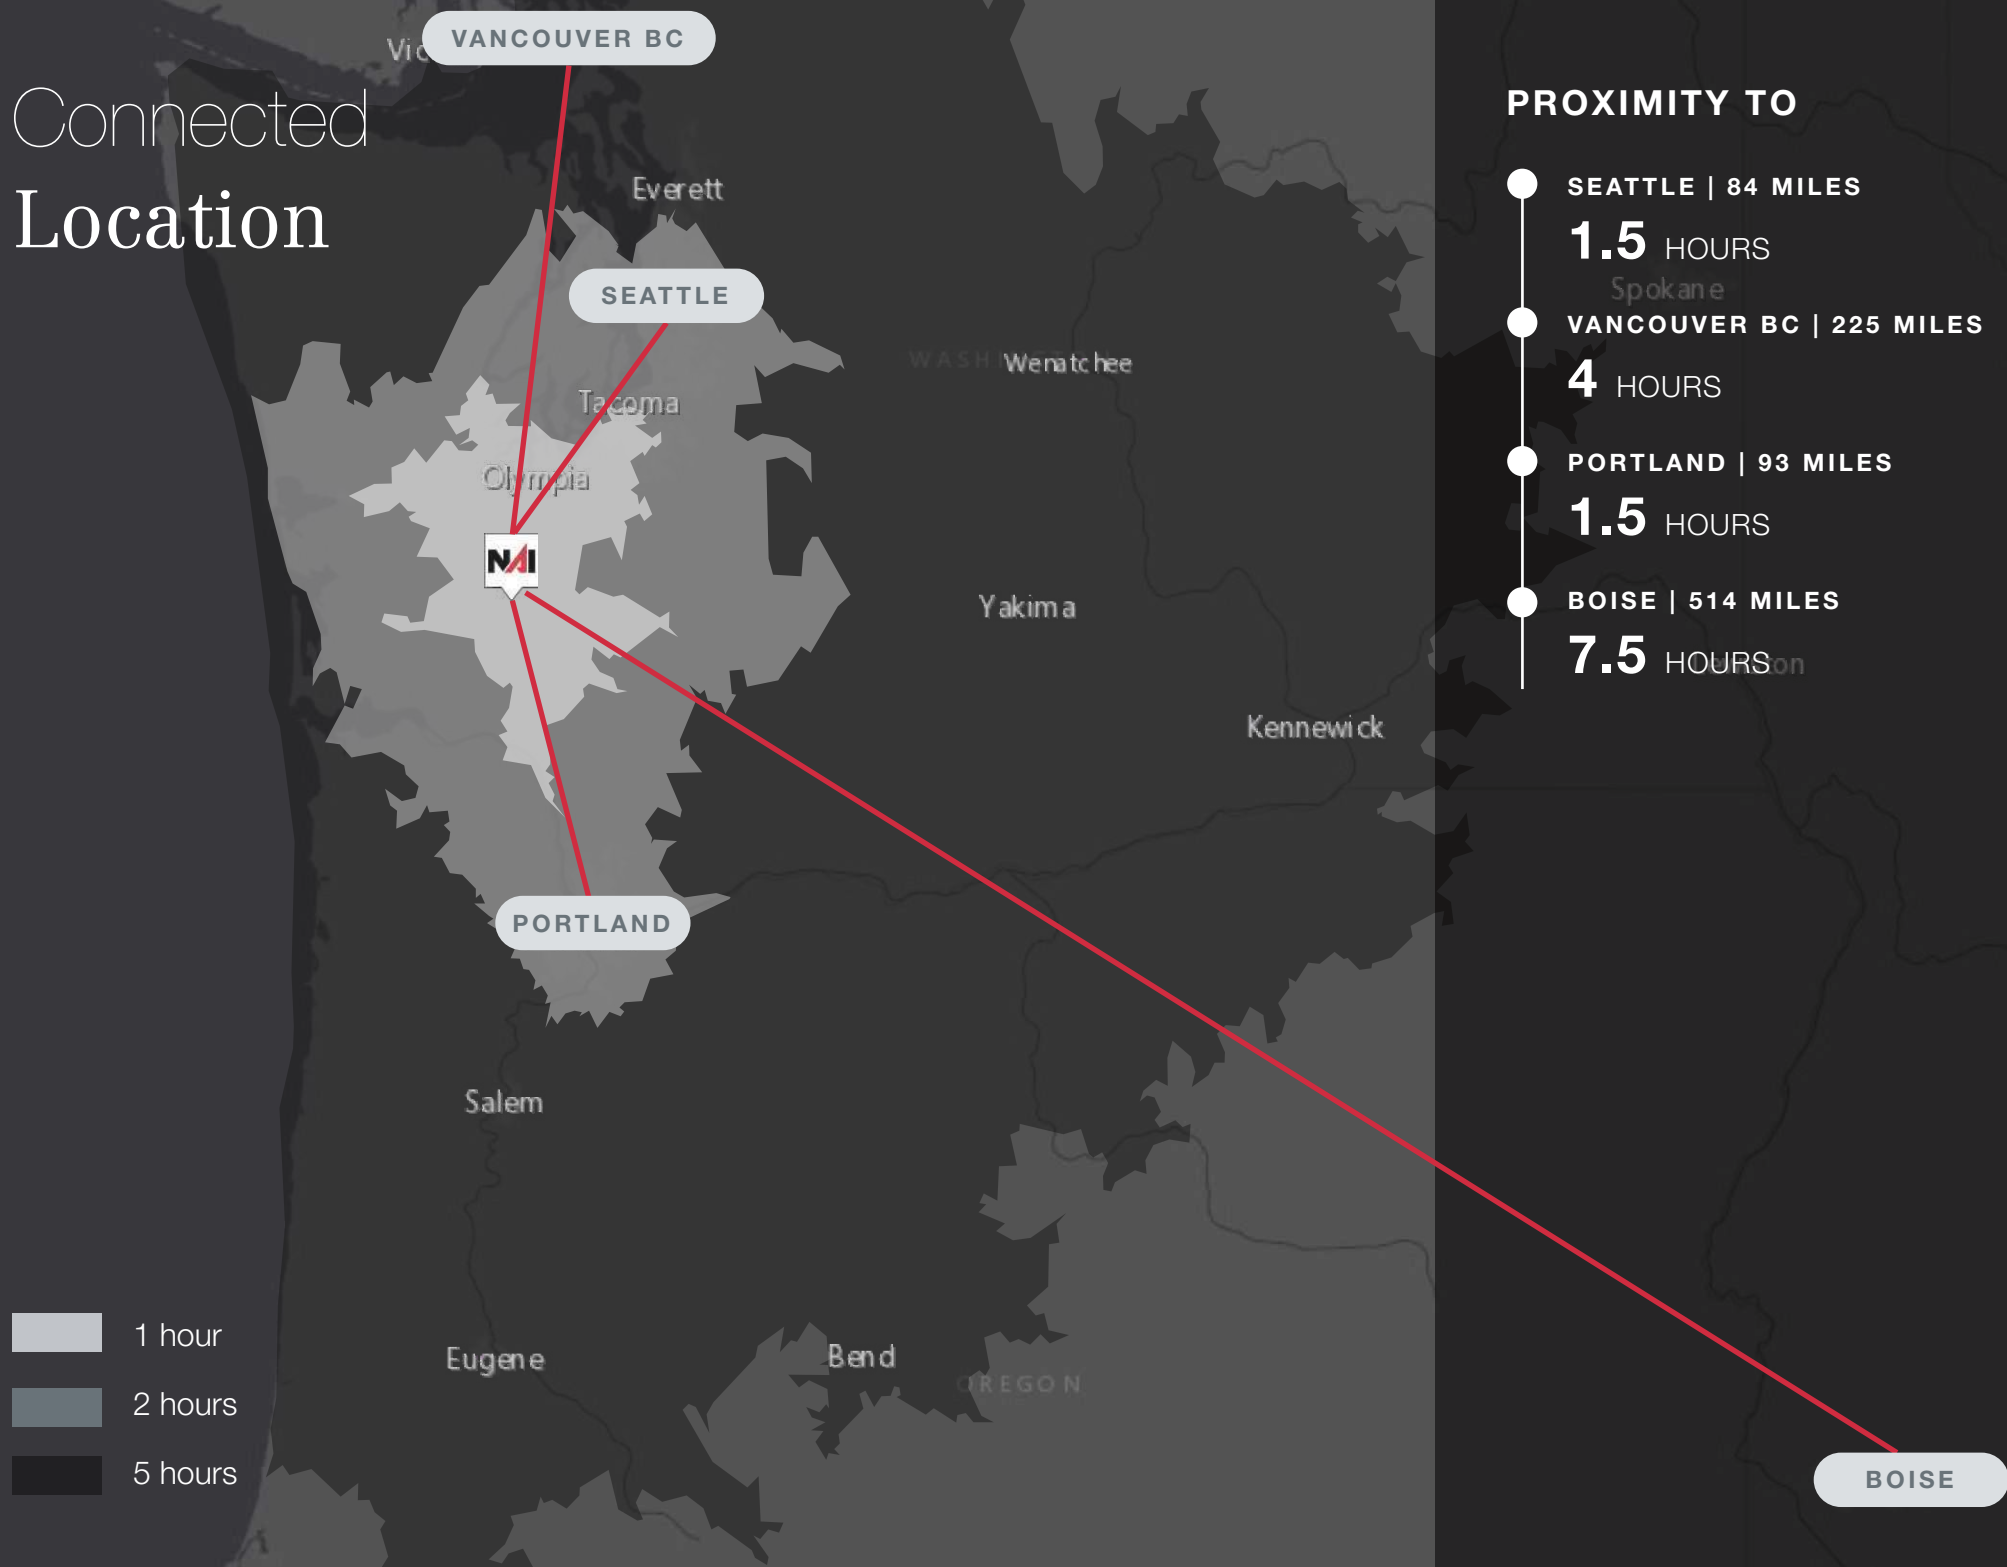 Connected
Location
VANCOUVER BC
Everett
SEATTLE
Wenatchee
Tacoma
Olympia
NAI
Yakima
Kennewick
PORTLAND
Salem
Eugene
Bend
OREGON
BOISE
1 hour
2 hours
5 hours
PROXIMITY TO
SEATTLE | 84 MILES
1.5 HOURS
Spokane
VANCOUVER BC | 225 MILES
4 HOURS
PORTLAND | 93 MILES
1.5 HOURS
BOISE | 514 MILES
7.5 HOURS